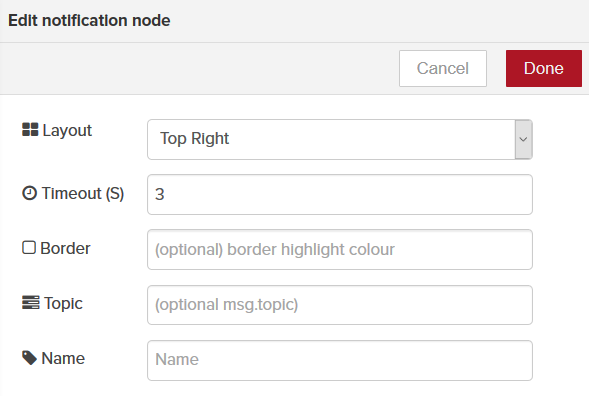 Edit notification node
Cancel Done
Layout Top Right
Timeout (S) 3
Border (optional) border highlight colour
Topic (optional msg.topic)
Name Name